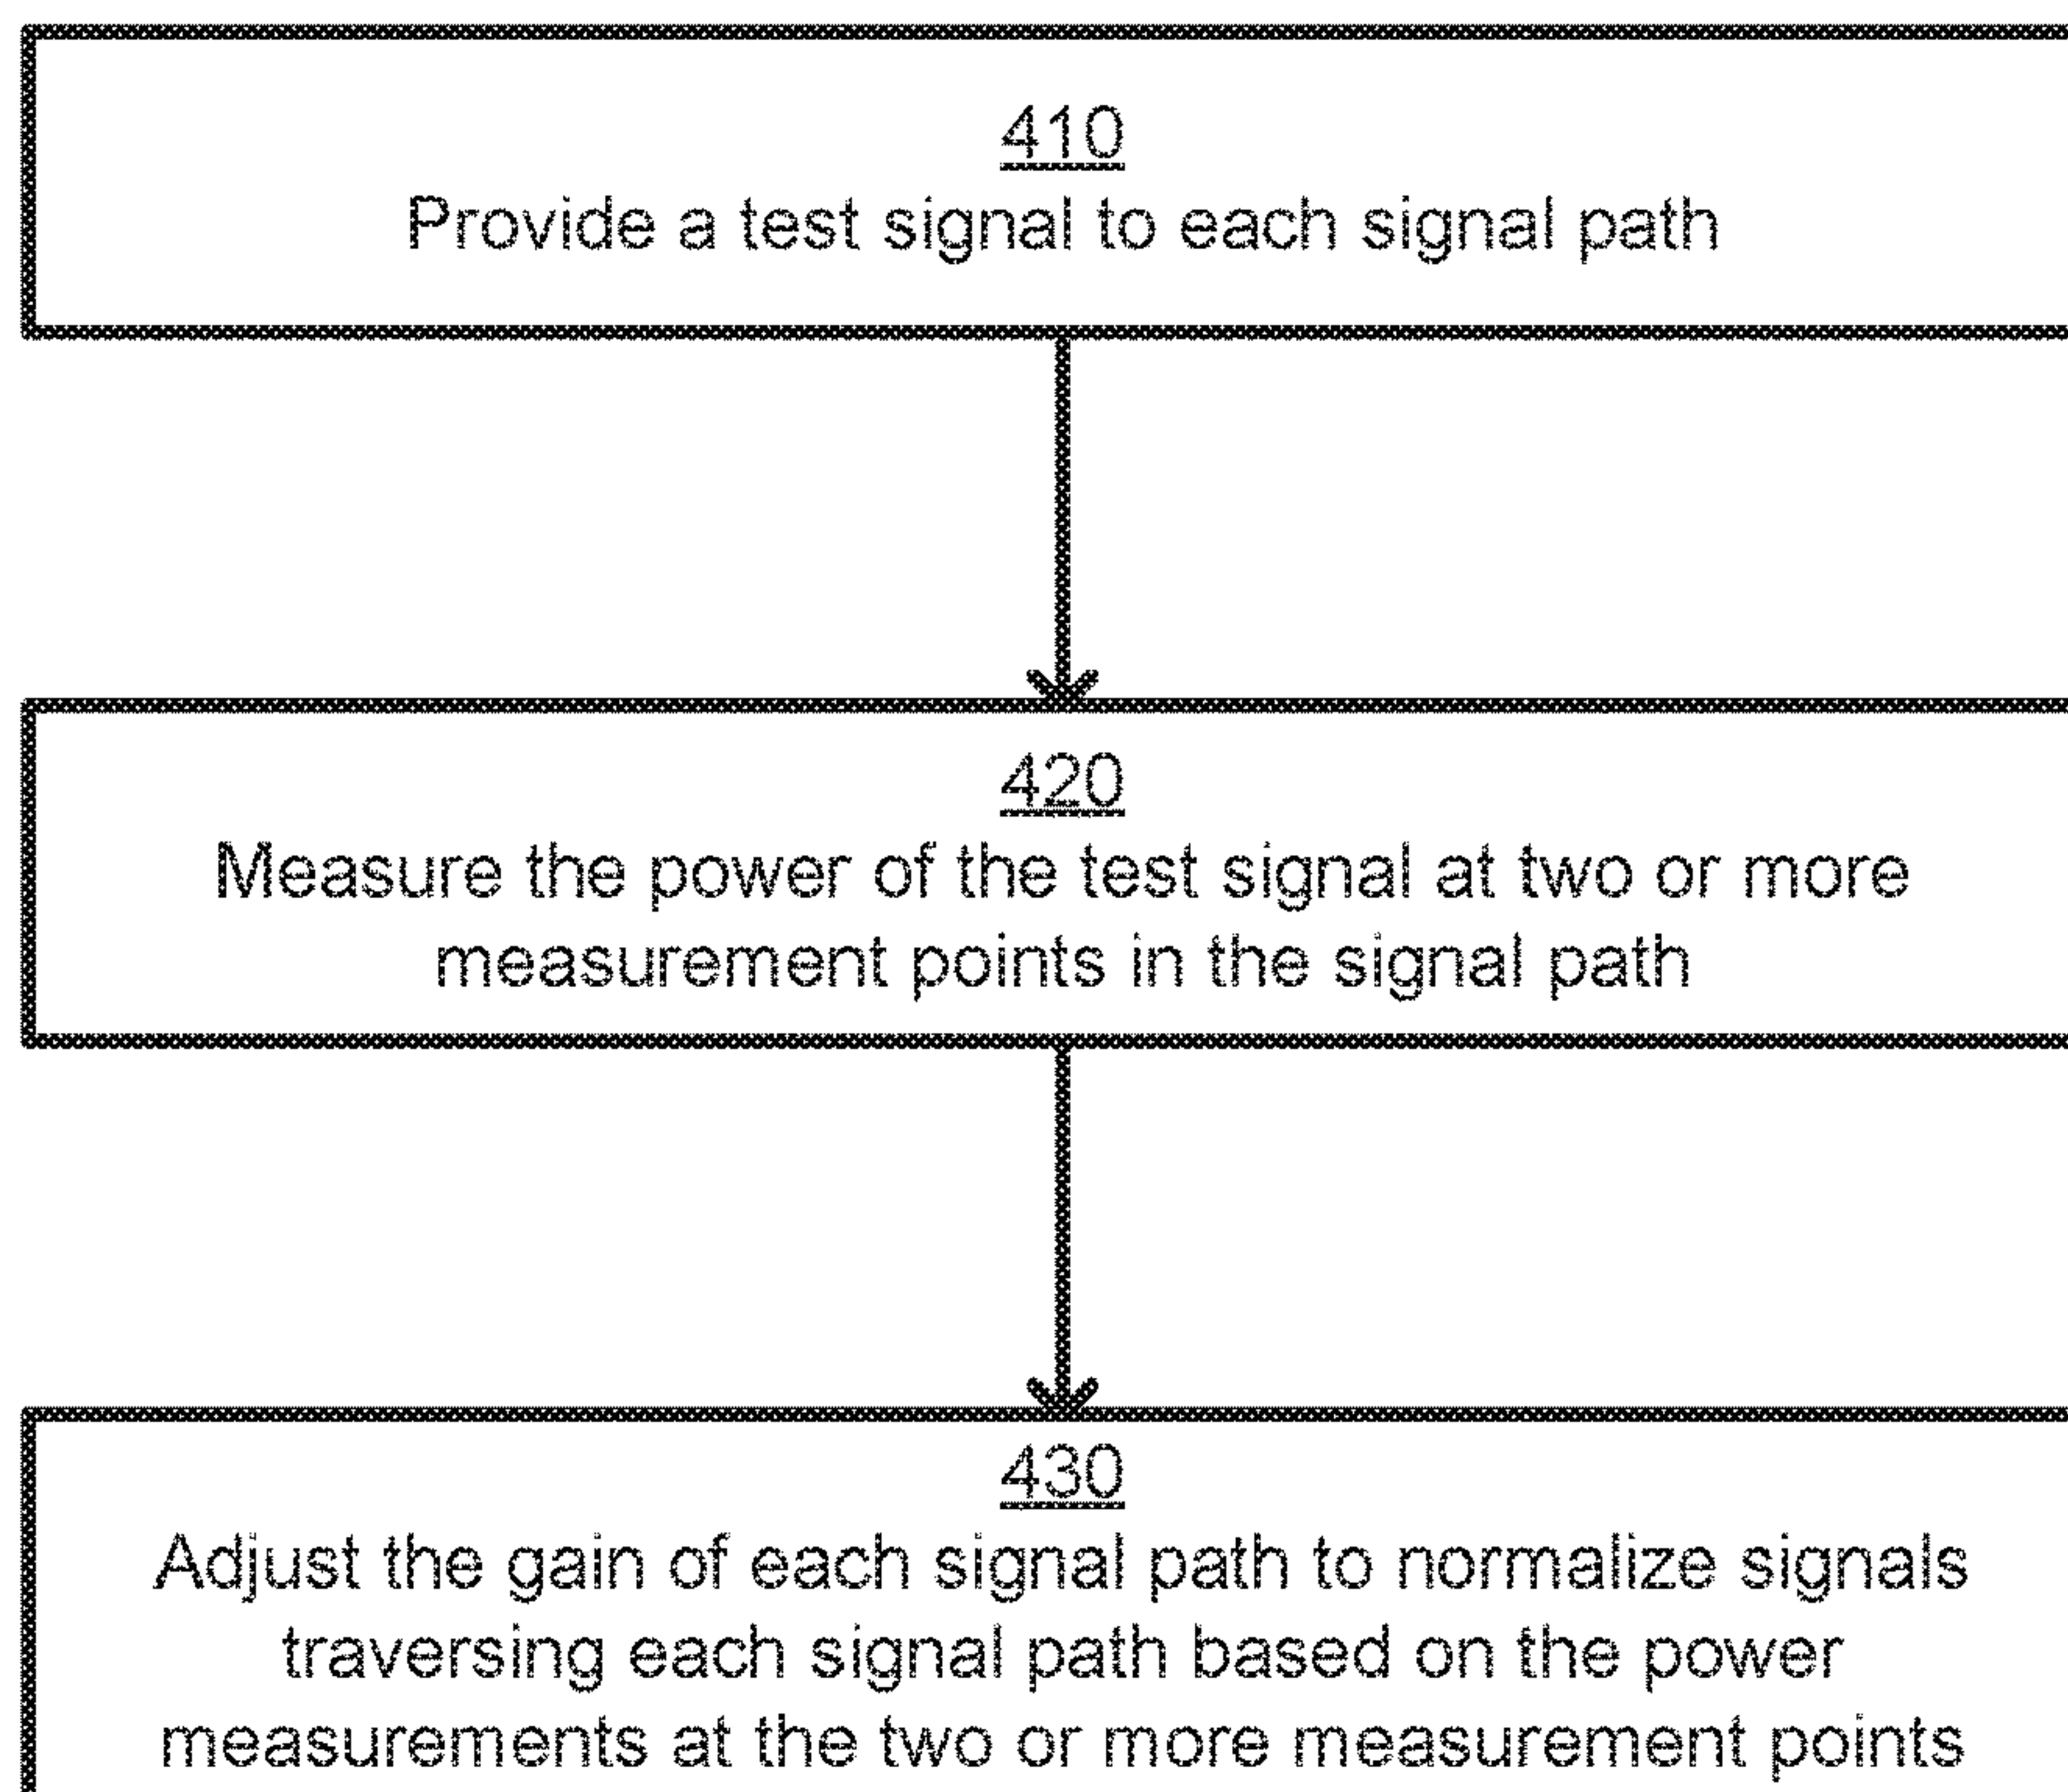 410
Provide a test signal to each signal path
420
Measure the power of the test signal at two or more
measurement points in the signal path
430
Adjust the gain of each signal path to normalize signals
traversing each signal path based on the power
measurements at the two or more measurement points